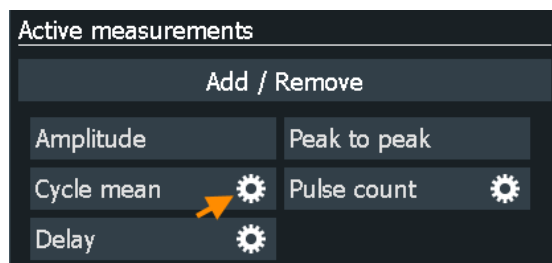 Active measurements
Add / Remove
Amplitude
Peak to peak
Cycle mean
Pulse count
Delay